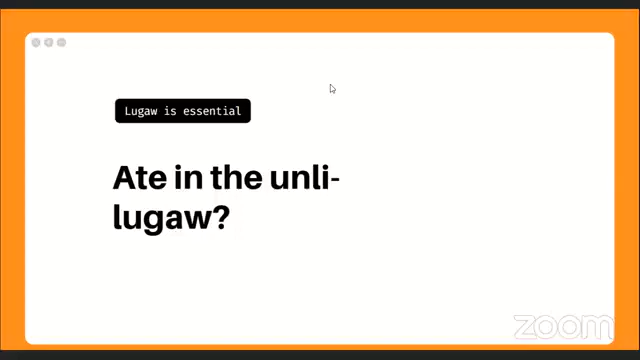 Lugaw is essential
Ate in the unli-
lugaw?
zoom